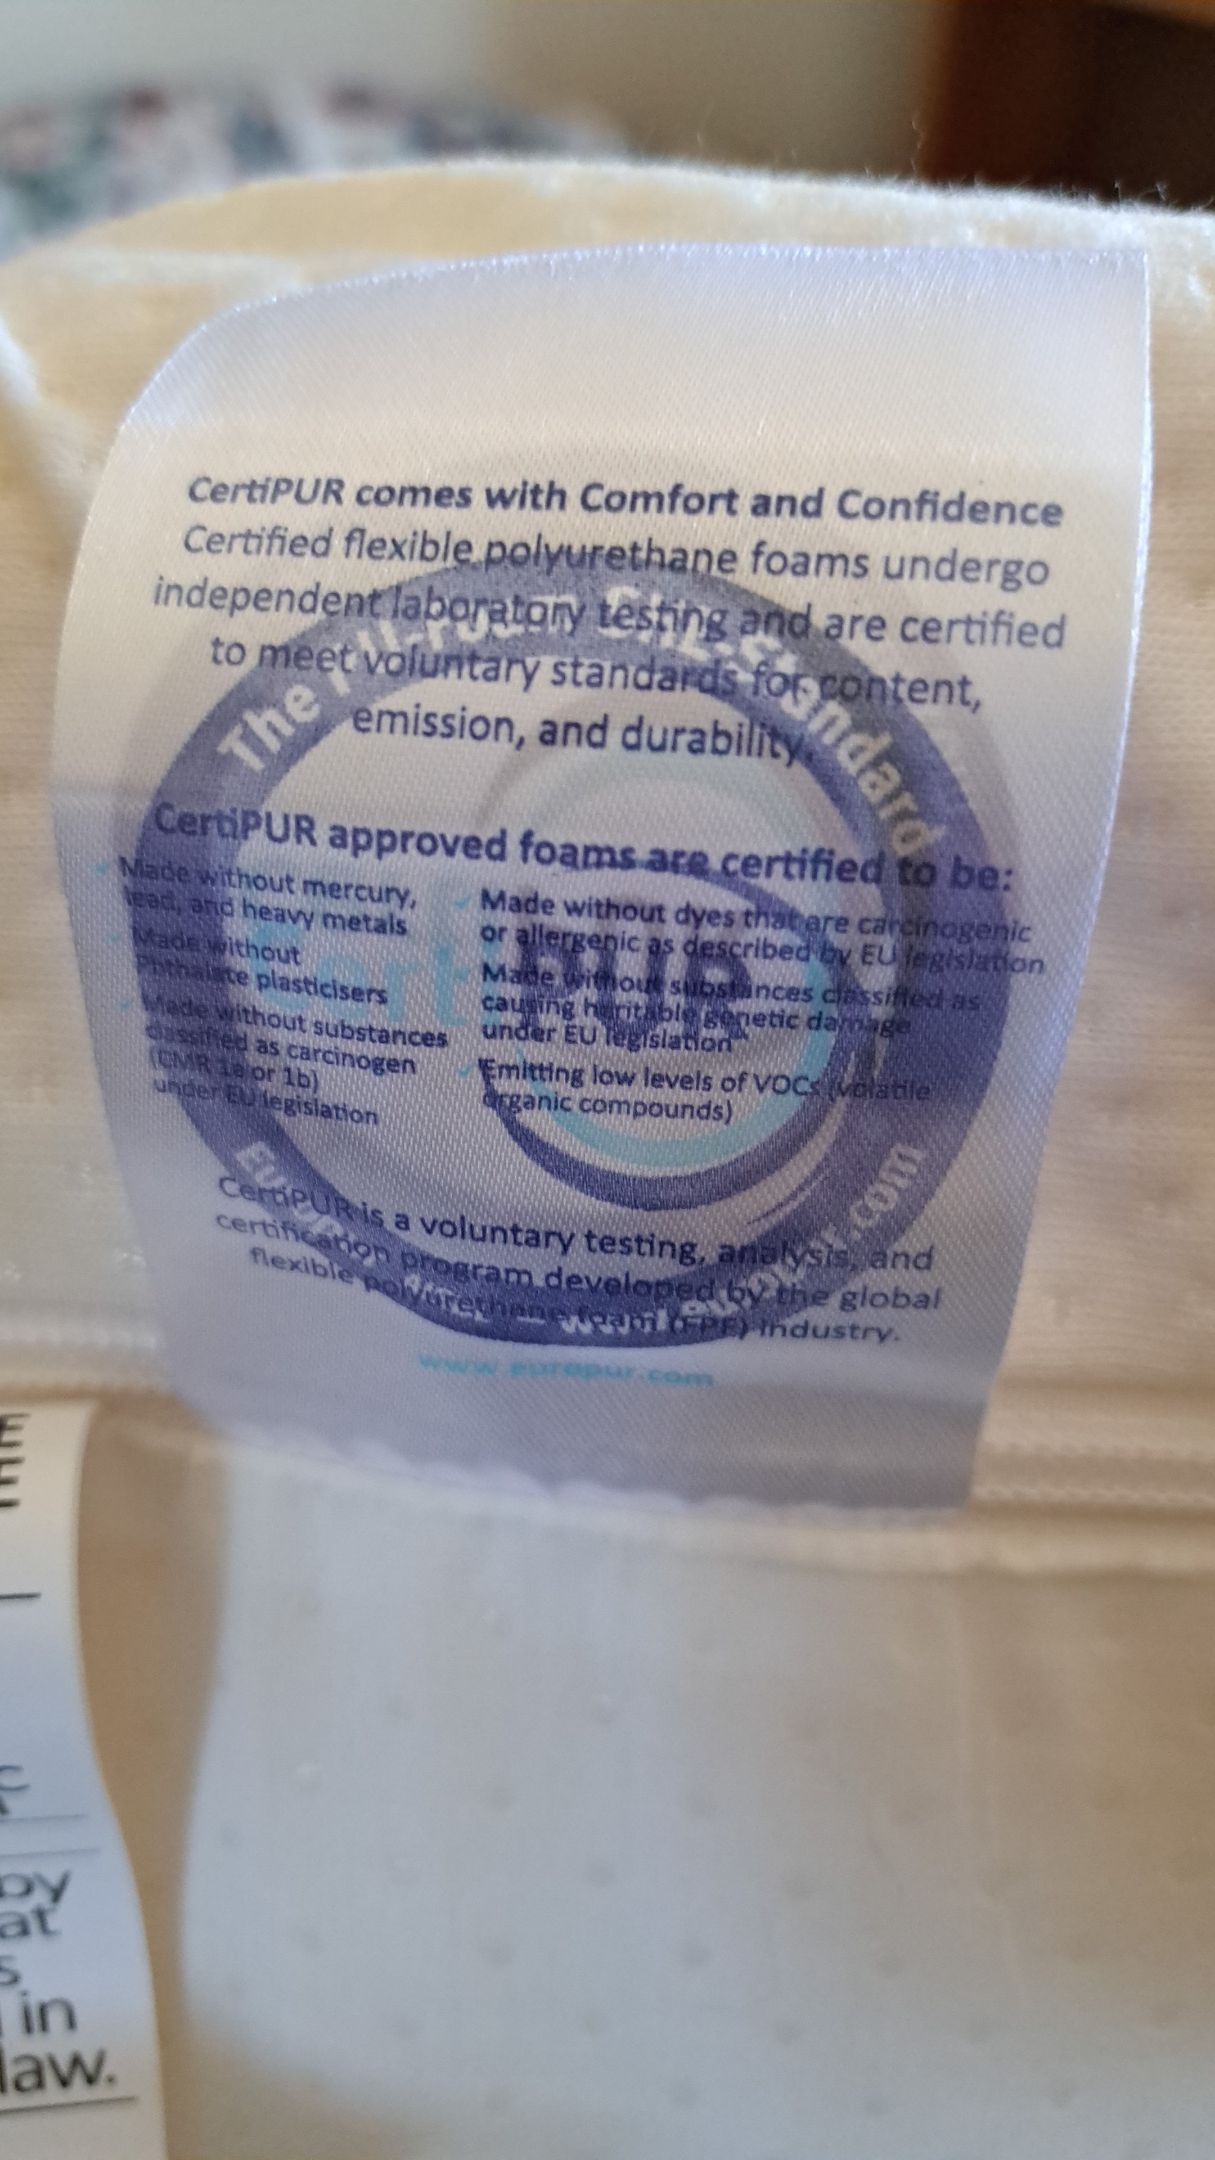 CertiPUR comes with Comfort and Confidence
Certified flexible polyurethane foams undergo
independent laboratory testing and are certified
to meet voluntary standards for content,
emission, and durability.
CertiPUR approved foams are certified to be:
Made without mercury,
lead, and heavy metals
Made without
phthalate plasticisers
Made without substances
classified as carcinogen
(CMR 1a or 1b)
under EU legislation
Made without dyes that are carcinogenic
or allergenic as described by EU legislation
Made without substances classified as
causing heritable genetic damage
under EU legislation
Emitting low levels of VOCs (volatile
organic compounds)
CertiPUR is a voluntary testing, analysis, and
certification program developed by the global
flexible polyurethane foam (FPF) industry.
www.europur.com
The
Standard
CertiPUR
.com
by
at
s
in
law.